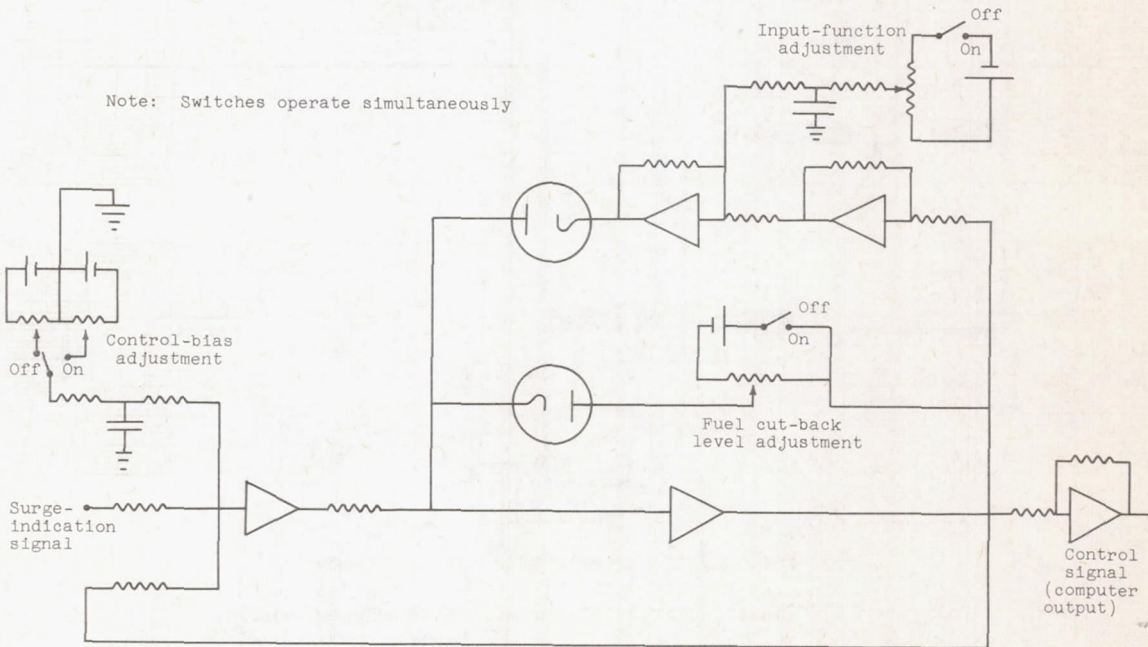 Off
Input-function
adjustment
On
Note: Switches operate simultaneously
Off
On
Control-bias
adjustment
Off
On
Fuel cut-back
level adjustment
Surge-
indication
signal
Control
signal
(computer
output)